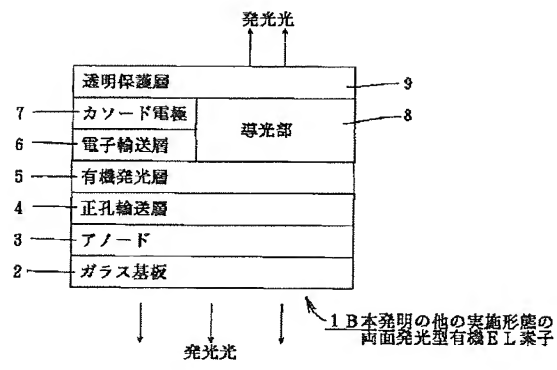 発光光
透明保護層 9
7 カソード電極
導光部 8
6 電子輸送層
5 有機発光層
4 正孔輸送層
3 アノード
2 ガラス基板
1B本発明の他の実施形態の
両面発光型有機EL素子
発光光